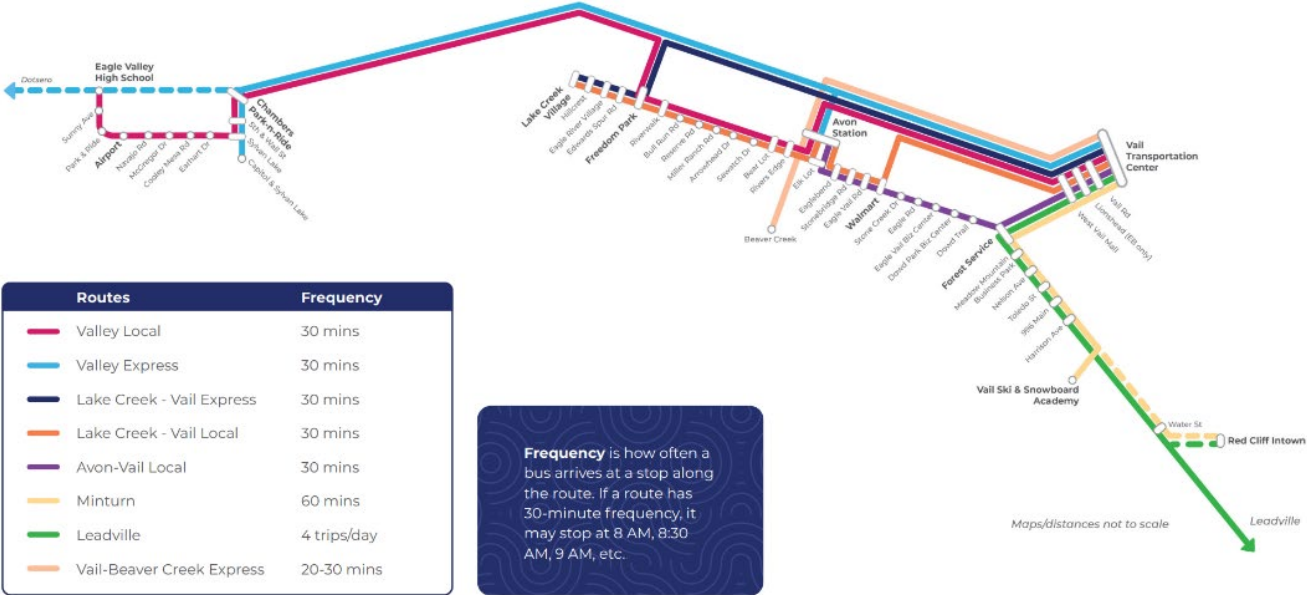 Dotsero
Eagle Valley
High School
Sunny Ave
Park & Ride
Airport
Navajo Rd
McGregor Dr
Cooley Mesa Rd
Earhart Dr
Chambers
Park-n-Ride
5th & Wall St
Sylvan Lake
Capitol & Sylvan Lake
Lake Creek
Village
Hillcrest
Eagle River Village
Edwards Spur Rd
Freedom Park
Riverwalk
Bull Run Rd
Reserve Rd
Miller Ranch Rd
Arrowhead Dr
Sawatch Dr
Bear Lot
Rivers Edge
Beaver Creek
Avon
Station
Elk Lot
Eaglebend
Stonebridge Rd
Eagle Vail Rd
Walmart
Stone Creek Dr
Eagle Rd
Eagle Vail Biz Center
Dowd Park Biz Center
Dowd Trail
Forest Service
Vail
Transportation
Center
Vail Rd
Lionshead (EB only)
West Vail Mall
Meadow Mountain
Business Park
Nelson Ave
Toledo St
996 Main
Harrison Ave
Vail Ski & Snowboard
Academy
Water St
Red Cliff Intown
Leadville
Maps/distances not to scale
Routes Frequency
Valley Local 30 mins
Valley Express 30 mins
Lake Creek - Vail Express 30 mins
Lake Creek - Vail Local 30 mins
Avon-Vail Local 30 mins
Minturn 60 mins
Leadville 4 trips/day
Vail-Beaver Creek Express 20-30 mins
Frequency is how often a
bus arrives at a stop along
the route. If a route has
30-minute frequency, it
may stop at 8 AM, 8:30
AM, 9 AM, etc.